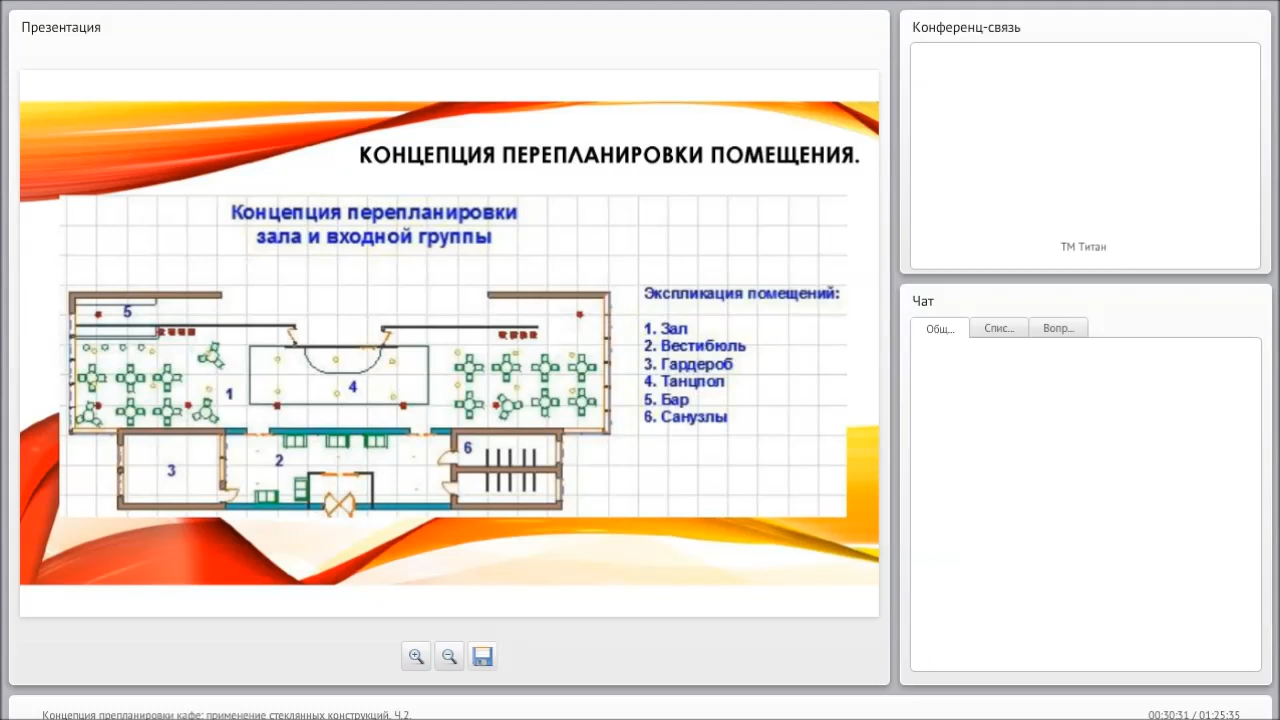 Презентация
КОНЦЕПЦИЯ ПЕРЕПЛАНИРОВКИ ПОМЕЩЕНИЯ.
Концепция перепланировки
зала и входной группы
5
1
4
3
2
6
Экспликация помещений:
1. Зал
2. Вестибюль
3. Гардероб
4. Танцпол
5. Бар
6. Санузлы
Конференц-связь
ТМ Титан
Чат
Общ... Спис... Вопр...
Концепция препланировки кафе: применение стеклянных конструкций. Ч.2.
00:30:31 / 01:25:35